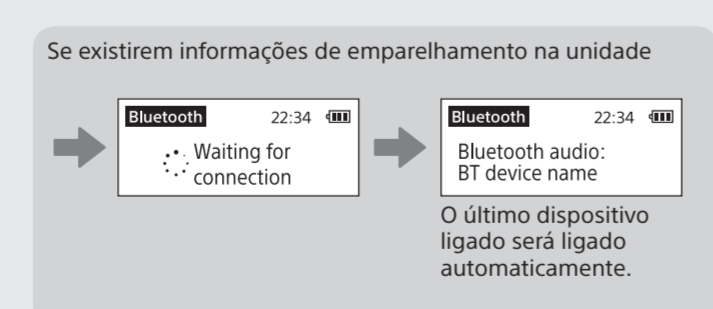 Se existirem informações de emparelhamento na unidade
Bluetooth 22:34
Waiting for
connection
Bluetooth 22:34
Bluetooth audio:
BT device name
O último dispositivo
ligado será ligado
automaticamente.